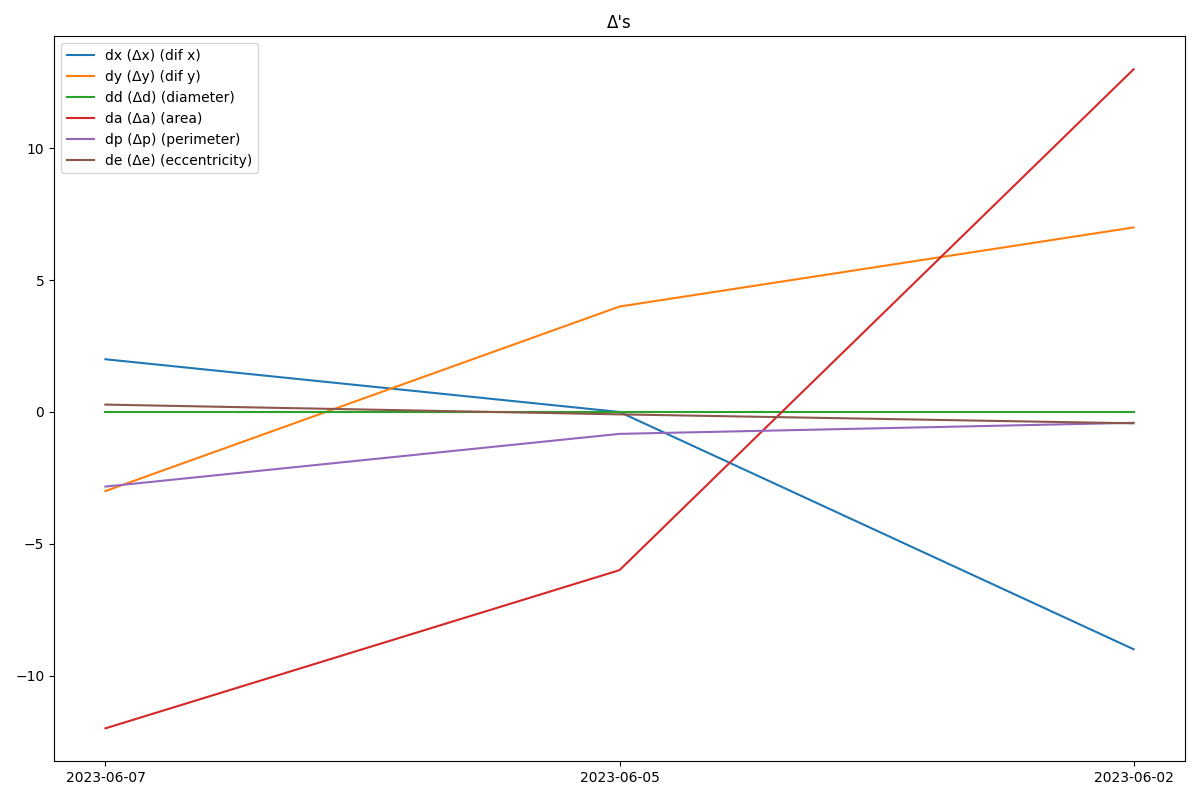 Δ's
dx (Δx) (dif x)
dy (Δy) (dif y)
dd (Δd) (diameter)
da (Δa) (area)
dp (Δp) (perimeter)
de (Δe) (eccentricity)
10
5
0
−5
−10
2023-06-07
2023-06-05
2023-06-02